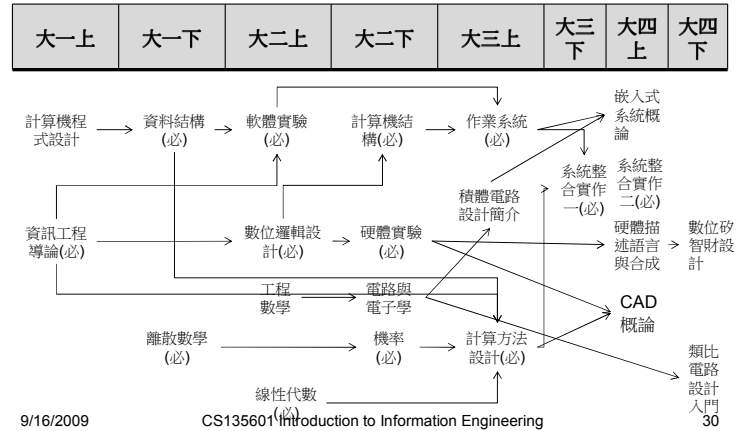 大一上
大一下
大二上
大二下
大三上
大三
下
大四
上
大四
下
計算機程
式設計
資料結構
(必)
軟體實驗
(必)
計算機結
構(必)
作業系統
(必)
嵌入式
系統概
論
系統整
合實作
一(必)
系統整
合實作
二(必)
積體電路
設計簡介
資訊工程
導論(必)
數位邏輯設
計(必)
硬體實驗
(必)
硬體描
述語言
與合成
數位矽
智財設
計
工程
數學
電路與
電子學
CAD
概論
離散數學
(必)
機率
(必)
計算方法
設計(必)
類比
電路
設計
入門
線性代數
(必)
9/16/2009
CS135601 Introduction to Information Engineering
30